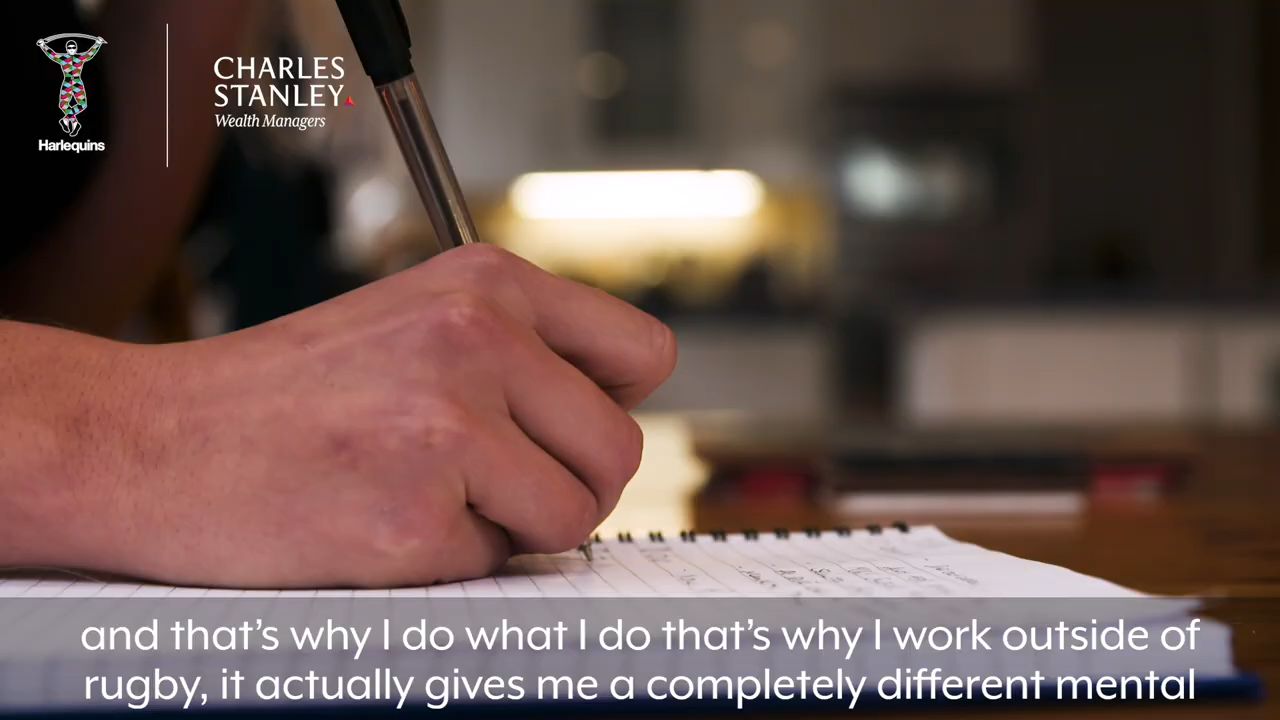 Harlequins
CHARLES
STANLEY
Wealth Managers
and that's why I do what I do that's why I work outside of
rugby, it actually gives me a completely different mental